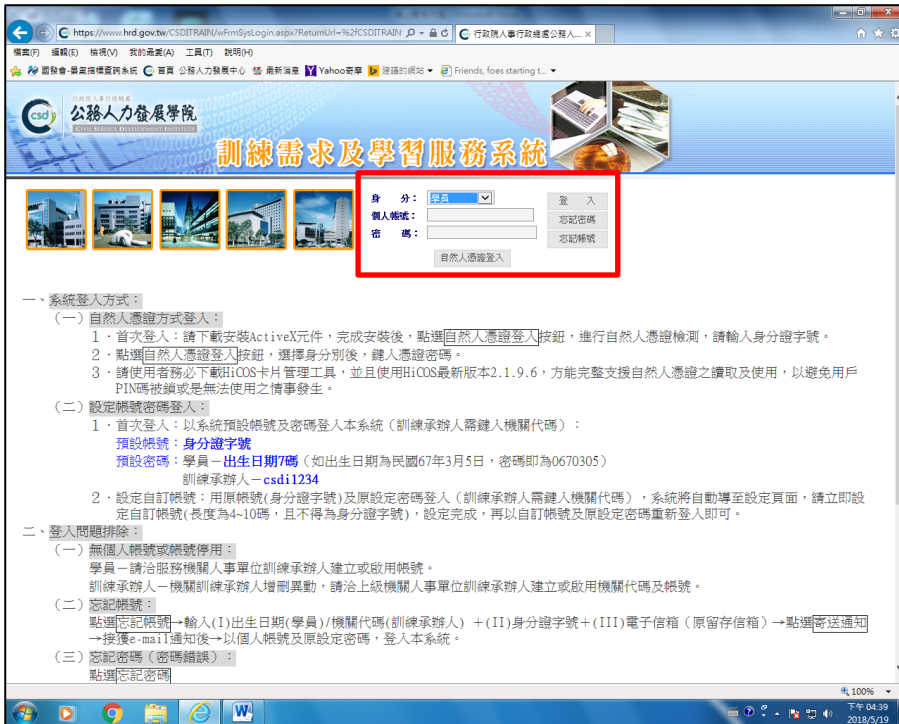 https://www.hrd.gov.tw/CSDITRAIN/wFrmSysLogin.aspx?ReturnUrl=%2fCSDITRAIN
行政院人事行政總處公務人...
檔案(F) 編輯(E) 檢視(V) 我的最愛(A) 工具(T) 說明(H)
國發會-景氣指標查詢系統 首頁 公務人力發展中心 最新消息 Yahoo奇摩 建議的網站 Friends, foes starting t...
行政院人事行政總處
csdi 公務人力發展學院
CIVIL SERVICE DEVELOPMENT INSTITUTE
訓練需求及學習服務系統
身 分： 學員 登 入
個人帳號： 忘記密碼
密 碼： 忘記帳號
自然人憑證登入
一、系統登入方式：
(一) 自然人憑證方式登入：
1．首次登入：請下載安裝ActiveX元件，完成安裝後，點選自然人憑證登入按鈕，進行自然人憑證檢測，請輸入身分證字號。
2．點選自然人憑證登入按鈕，選擇身分別後，鍵入憑證密碼。
3．請使用者務必下載HiCOS卡片管理工具，並且使用HiCOS最新版本2.1.9.6，方能完整支援自然人憑證之讀取及使用，以避免用戶
PIN碼被鎖或是無法使用之情事發生。
(二) 設定帳號密碼登入：
1．首次登入：以系統預設帳號及密碼登入本系統（訓練承辦人需鍵入機關代碼）：
預設帳號：身分證字號
預設密碼：學員－出生日期7碼（如出生日期為民國67年3月5日，密碼即為0670305）
訓練承辦人－csdi1234
2．設定自訂帳號：用原帳號(身分證字號)及原設定密碼登入（訓練承辦人需鍵入機關代碼），系統將自動導至設定頁面，請立即設
定自訂帳號(長度為4~10碼，且不得為身分證字號)，設定完成，再以自訂帳號及原設定密碼重新登入即可。
二、登入問題排除：
(一) 無個人帳號或帳號停用：
學員－請洽服務機關人事單位訓練承辦人建立或啟用帳號。
訓練承辦人－機關訓練承辦人增刪異動，請洽上級機關人事單位訓練承辦人建立或啟用機關代碼及帳號。
(二) 忘記帳號：
點選忘記帳號→輸入(I)出生日期(學員)/機關代碼(訓練承辦人) ＋(II)身分證字號＋(III)電子信箱（原留存信箱）→點選寄送通知
→接獲e-mail通知後→以個人帳號及原設定密碼，登入本系統。
(三) 忘記密碼（密碼錯誤）：
點選忘記密碼
100%
下午 04:39
2018/5/19